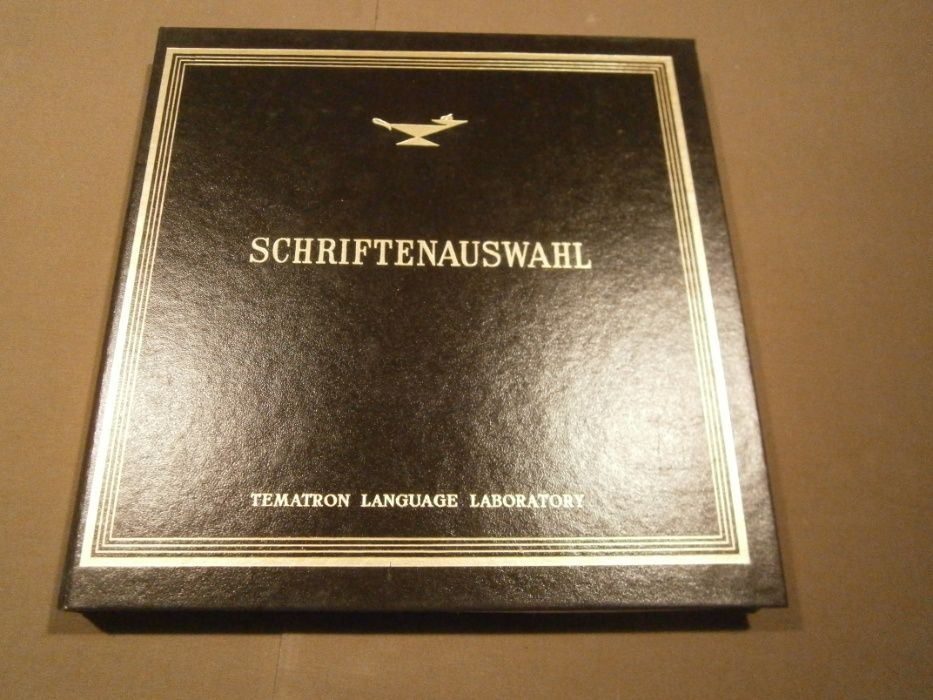 SCHRIFTENAUSWAHL
TEMATRON LANGUAGE LABORATORY